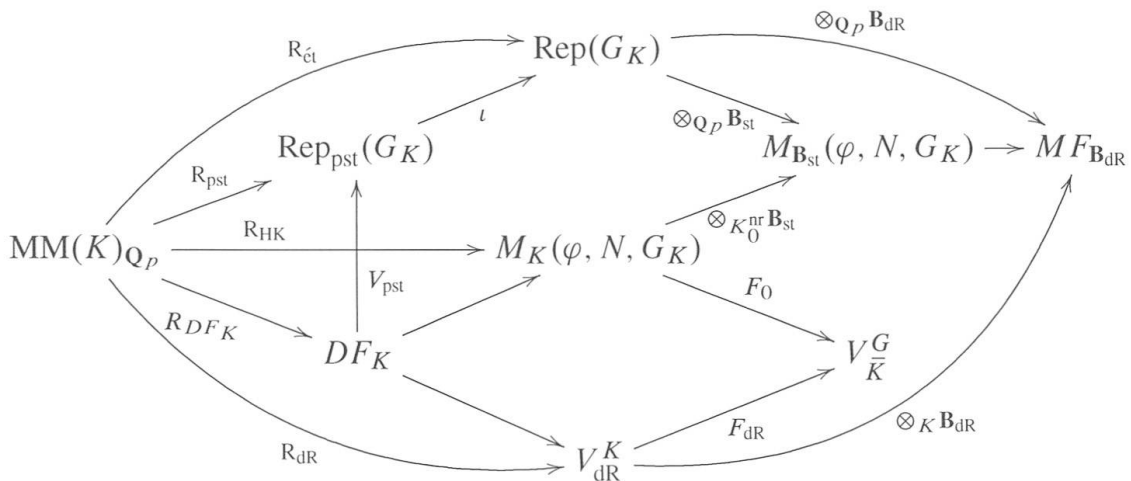 ⊗_{𝐐_p} 𝐁_dR
R_ét
Rep(G_K)
ι
⊗_{𝐐_p} 𝐁_st
Rep_pst(G_K)
M_{𝐁_st}(φ, N, G_K)
MF_{𝐁_dR}
R_pst
R_HK
⊗_{K_0^nr} 𝐁_st
MM(K)_{𝐐_p}
M_K(φ, N, G_K)
V_pst
F_0
R_{DF_K}
DF_K
V_{\overline{K}}^G
⊗_K 𝐁_dR
F_dR
R_dR
V_dR^K